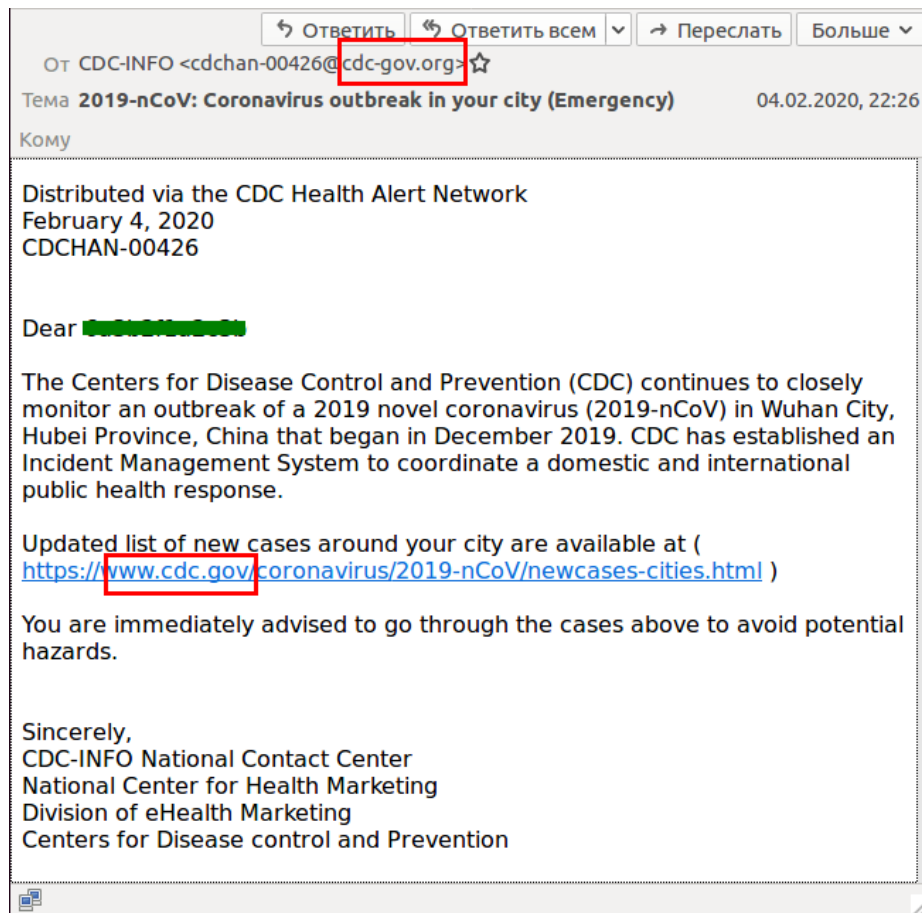 Ответить Ответить всем Переслать Больше
От CDC-INFO <cdchan-00426@cdc-gov.org>
Тема 2019-nCoV: Coronavirus outbreak in your city (Emergency) 04.02.2020, 22:26
Кому
Distributed via the CDC Health Alert Network
February 4, 2020
CDCHAN-00426
Dear
The Centers for Disease Control and Prevention (CDC) continues to closely
monitor an outbreak of a 2019 novel coronavirus (2019-nCoV) in Wuhan City,
Hubei Province, China that began in December 2019. CDC has established an
Incident Management System to coordinate a domestic and international
public health response.
Updated list of new cases around your city are available at (
https://www.cdc.gov/coronavirus/2019-nCoV/newcases-cities.html )
You are immediately advised to go through the cases above to avoid potential
hazards.
Sincerely,
CDC-INFO National Contact Center
National Center for Health Marketing
Division of eHealth Marketing
Centers for Disease control and Prevention